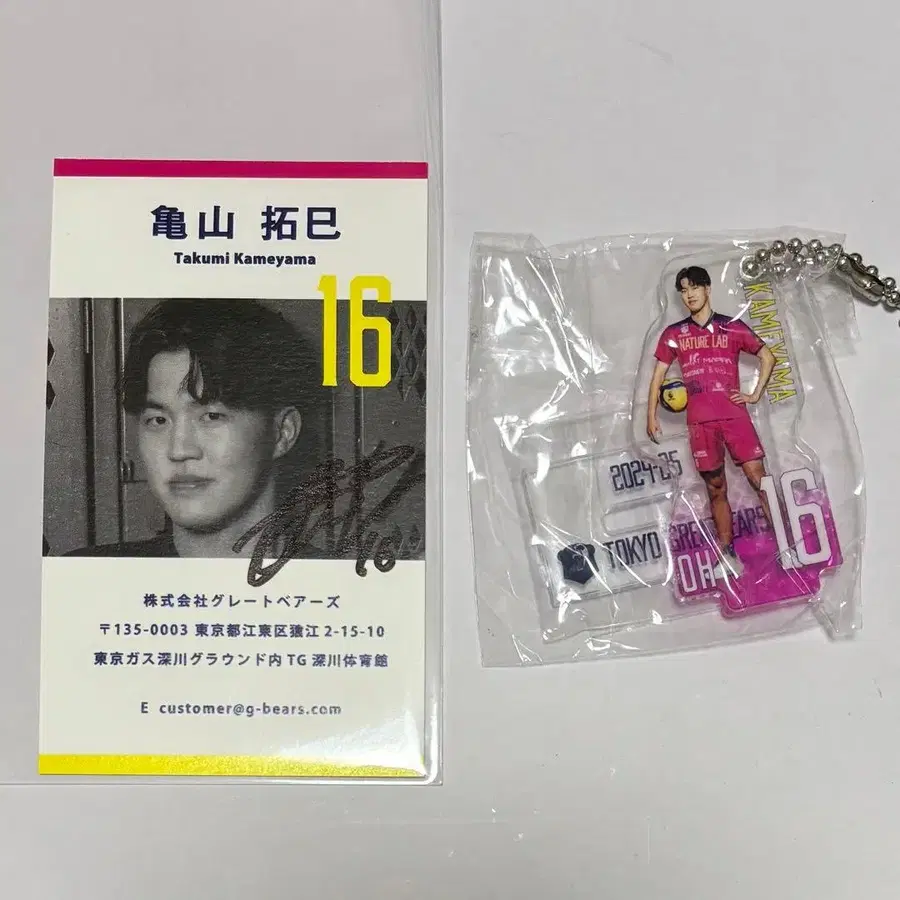 亀山 拓巳
Takumi Kameyama
16
16
株式会社グレートベアーズ
〒135-0003 東京都江東区猿江 2-15-10
東京ガス深川グラウンド内 TG 深川体育館
E customer@g-bears.com
KAMEYAMA
NATURE LAB
2024-25
TOKYO GREAT BEARS
OH
16